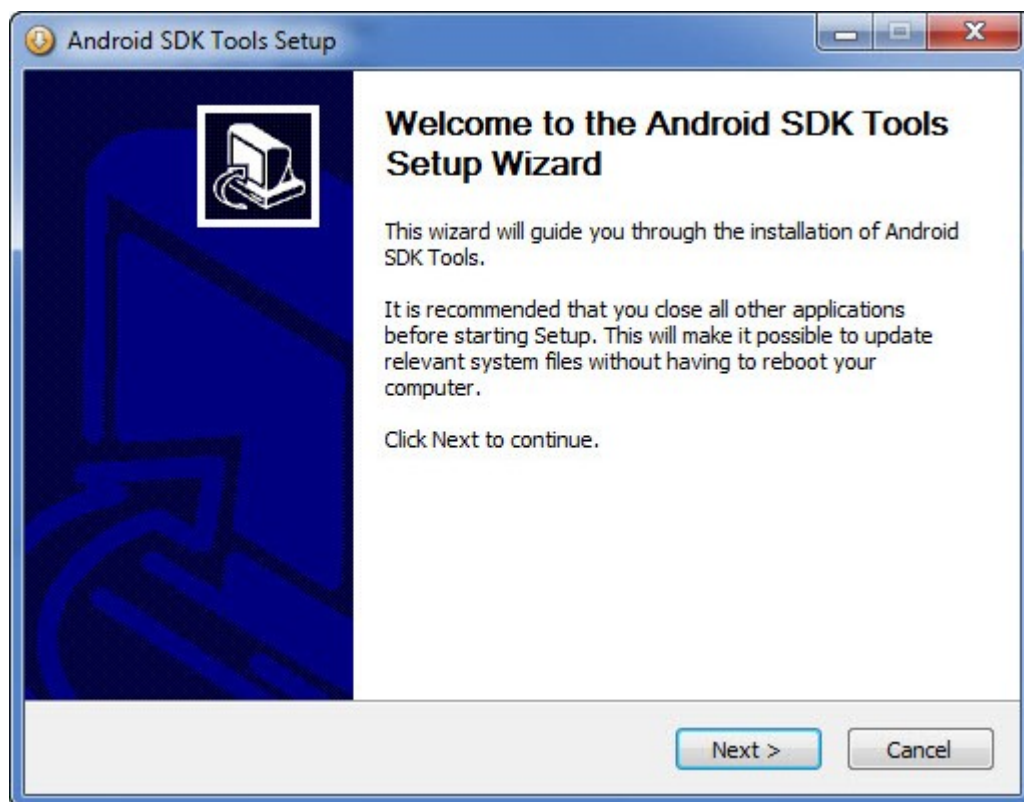 Android SDK Tools Setup
Welcome to the Android SDK Tools
Setup Wizard
This wizard will guide you through the installation of Android
SDK Tools.
It is recommended that you close all other applications
before starting Setup. This will make it possible to update
relevant system files without having to reboot your
computer.
Click Next to continue.
Next >
Cancel